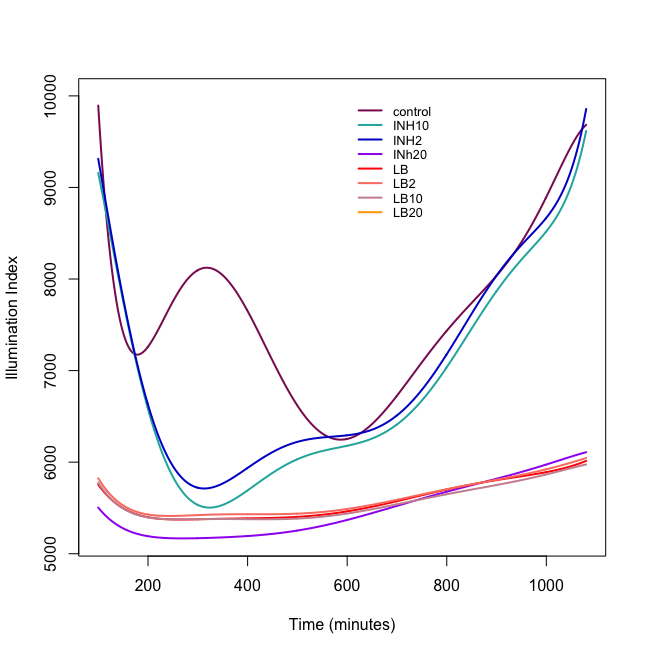 control
INH10
INH2
INh20
LB
LB2
LB10
LB20
Illumination Index
10000
9000
8000
7000
6000
5000
200 400 600 800 1000
Time (minutes)